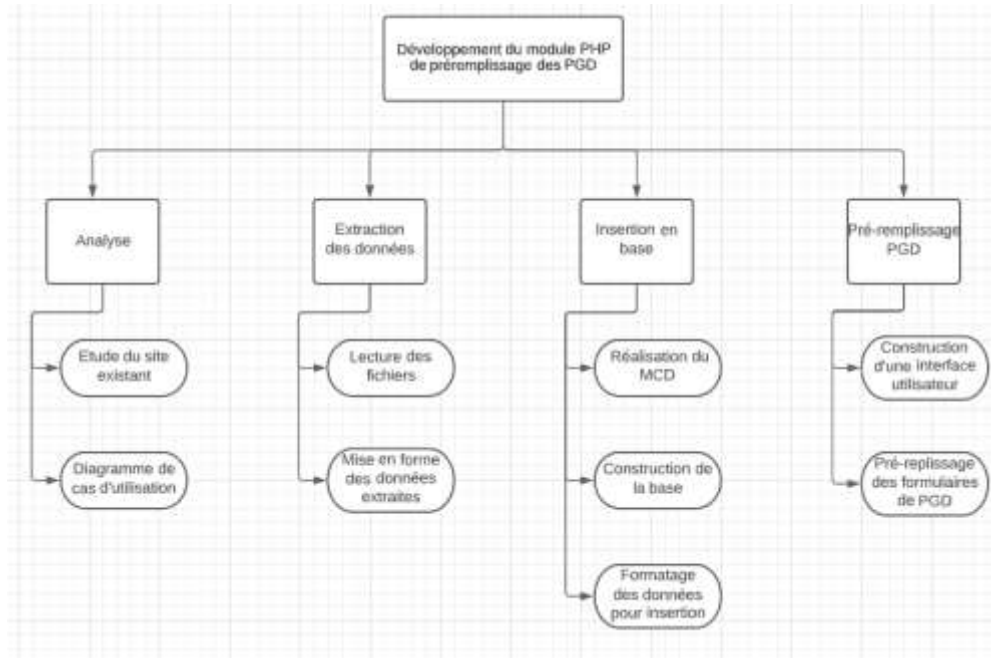 Développement du module PHP
de préremplissage des PGD
Analyse
Extraction
des données
Insertion en
base
Pré-remplissage
PGD
Etude du site
existant
Lecture des
fichiers
Réalisation du
MCD
Construction
d'une interface
utilisateur
Diagramme de
cas d'utilisation
Mise en forme
des données
extraites
Construction de
la base
Pré-replissage
des formulaires
de PGD
Formatage
des données
pour insertion